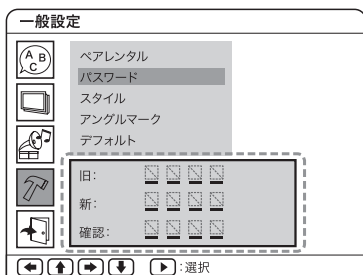 一般設定
A B C
ペアレンタル
パスワード
スタイル
アングルマーク
デフォルト
旧:
新:
確認:
:選択